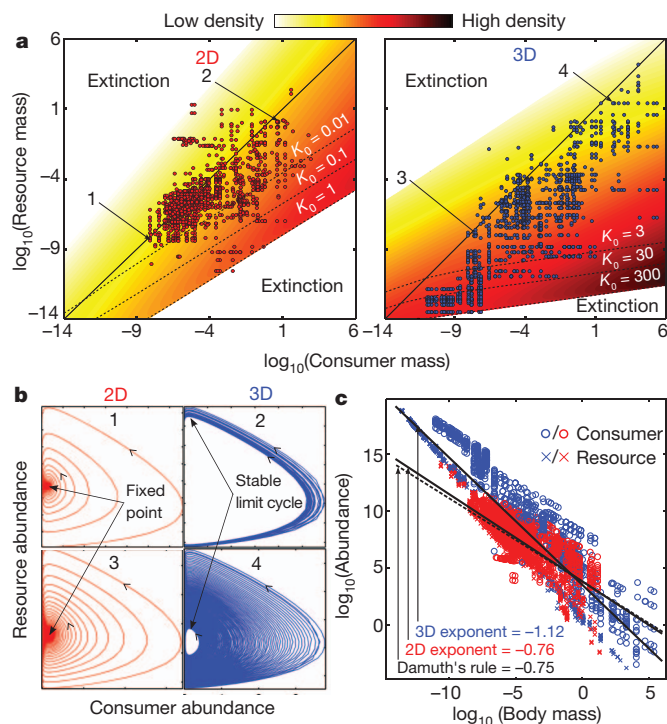 Low density High density
a
2D 3D
6
1
−4
−9
−14
log10(Resource mass)
Extinction
2
1
K0 = 0.01
K0 = 0.1
K0 = 1
Extinction
−14 −9 −4 1 6
Extinction
4
3
K0 = 3
K0 = 30
K0 = 300
Extinction
−14 −9 −4 1 6
log10(Consumer mass)
b
2D 3D
1 2
Fixed point
Stable limit cycle
3 4
Resource abundance
Consumer abundance
c
15
10
5
0
log10(Abundance)
○/○ Consumer
×/× Resource
3D exponent = −1.12
2D exponent = −0.76
Damuth's rule = −0.75
−10 −5 0 5
log10 (Body mass)